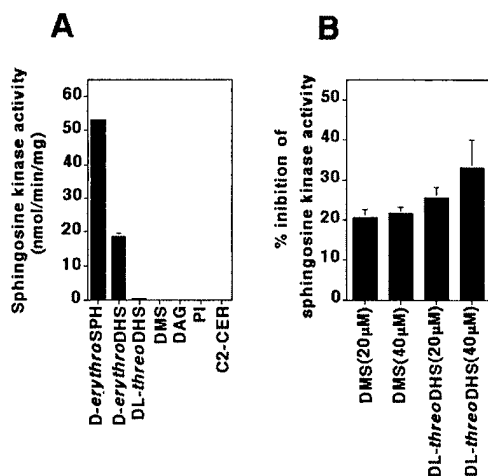 A
Sphingosine kinase activity
(nmol/min/mg)
60
50
40
30
20
10
0
D-erythroSPH
D-erythroDHS
DL-threoDHS
DMS
DAG
PI
C2-CER
B
% inibition of
sphingosine kinase activity
50
40
30
20
10
0
DMS(20μM)
DMS(40μM)
DL-threoDHS(20μM)
DL-threoDHS(40μM)